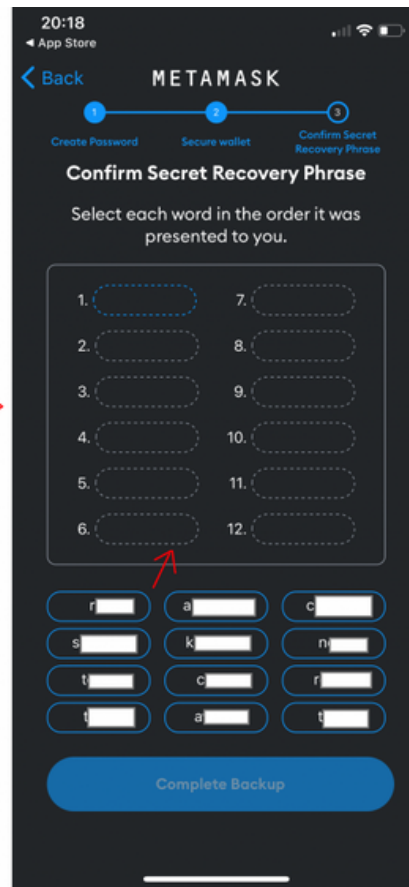 20:18
◄ App Store
Back METAMASK
1 2 3
Create Password Secure wallet Confirm Secret Recovery Phrase
Confirm Secret Recovery Phrase
Select each word in the order it was
presented to you.
1. 7.
2. 8.
3. 9.
4. 10.
5. 11.
6. 12.
r a c
s k n
t c r
t a t
Complete Backup